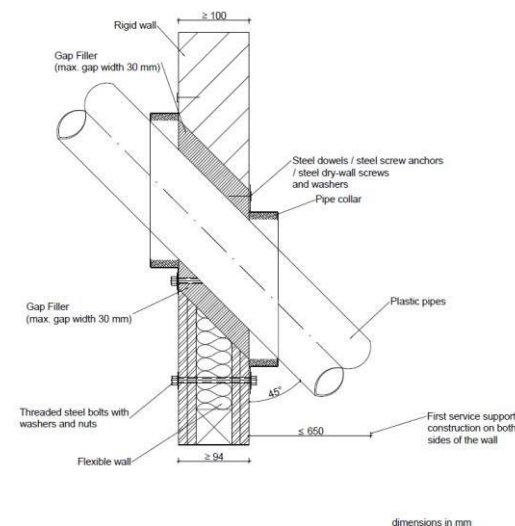 ≥ 100
Rigid wall
Gap Filler
(max. gap width 30 mm)
Steel dowels / steel screw anchors
/ steel dry-wall screws
and washers
Pipe collar
Plastic pipes
Gap Filler
(max. gap width 30 mm)
45°
Threaded steel bolts with
washers and nuts
First service support
construction on both
sides of the wall
≤ 650
Flexible wall
≥ 94
dimensions in mm